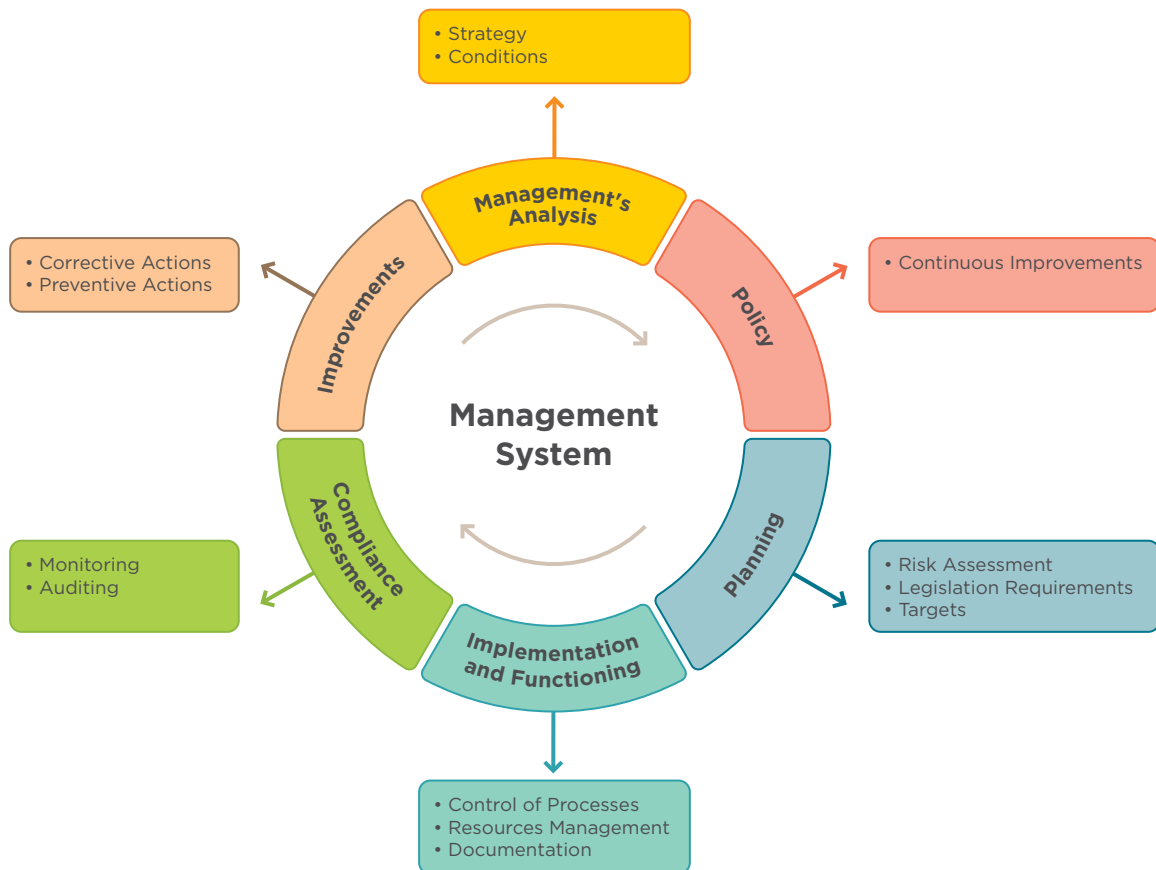 • Strategy
• Conditions
Management's
Analysis
Policy
• Continuous Improvements
Planning
• Risk Assessment
• Legislation Requirements
• Targets
Implementation
and Functioning
• Control of Processes
• Resources Management
• Documentation
Compliance
Assessment
• Monitoring
• Auditing
Improvements
• Corrective Actions
• Preventive Actions
Management
System